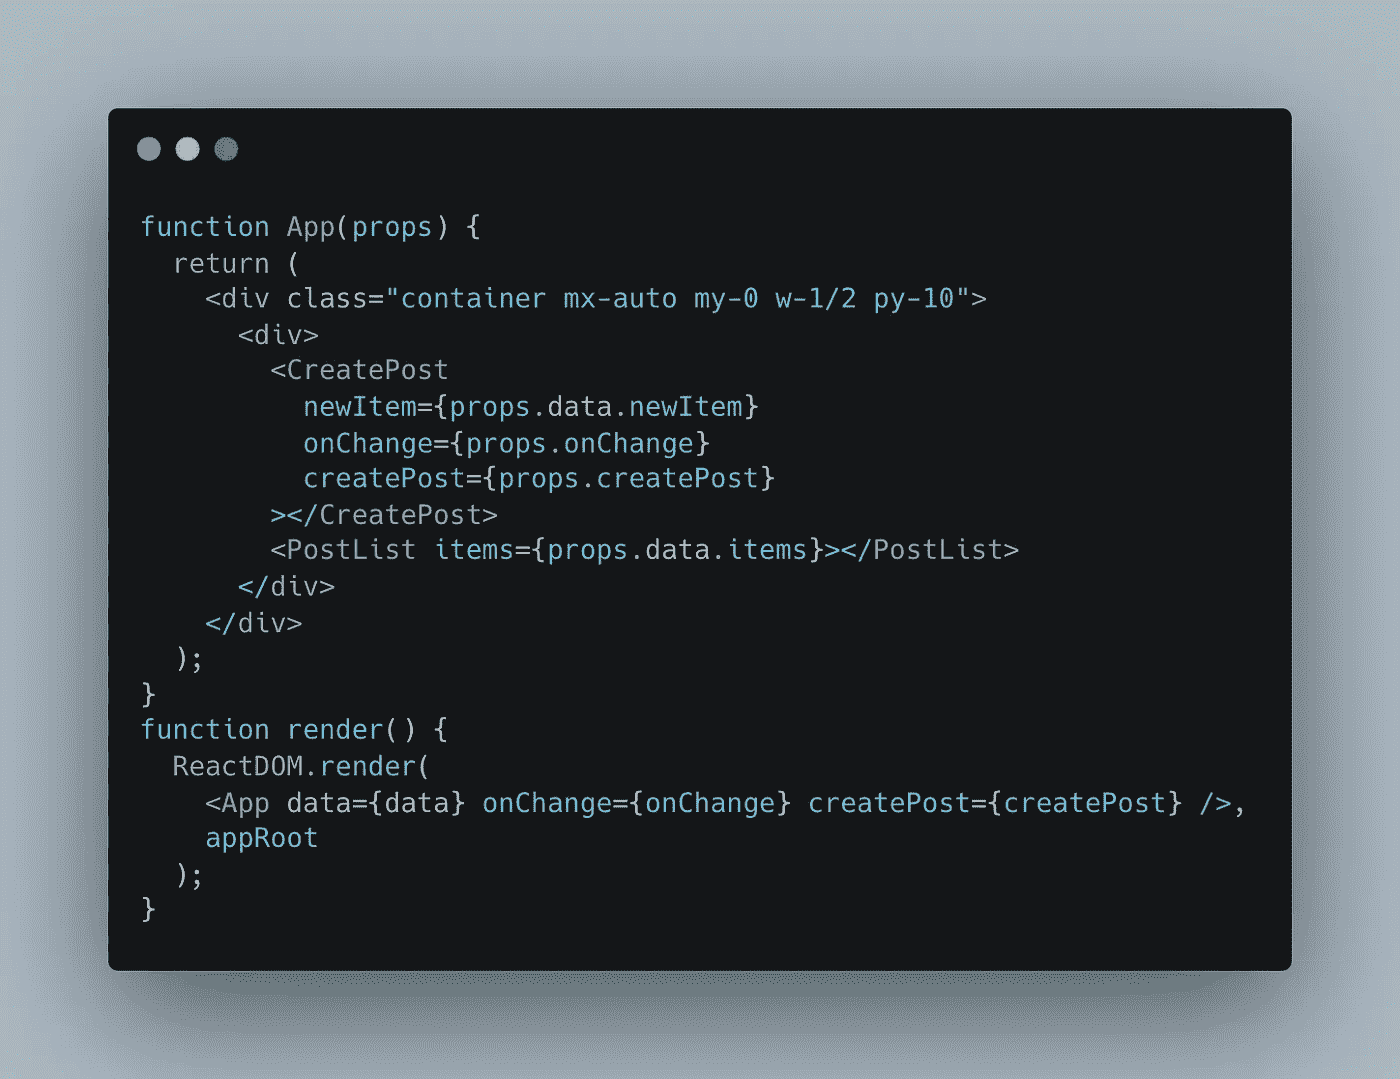 function App(props) {
  return (
    <div class="container mx-auto my-0 w-1/2 py-10">
      <div>
        <CreatePost
          newItem={props.data.newItem}
          onChange={props.onChange}
          createPost={props.createPost}
        ></CreatePost>
        <PostList items={props.data.items}></PostList>
      </div>
    </div>
  );
}
function render() {
  ReactDOM.render(
    <App data={data} onChange={onChange} createPost={createPost} />,
    appRoot
  );
}